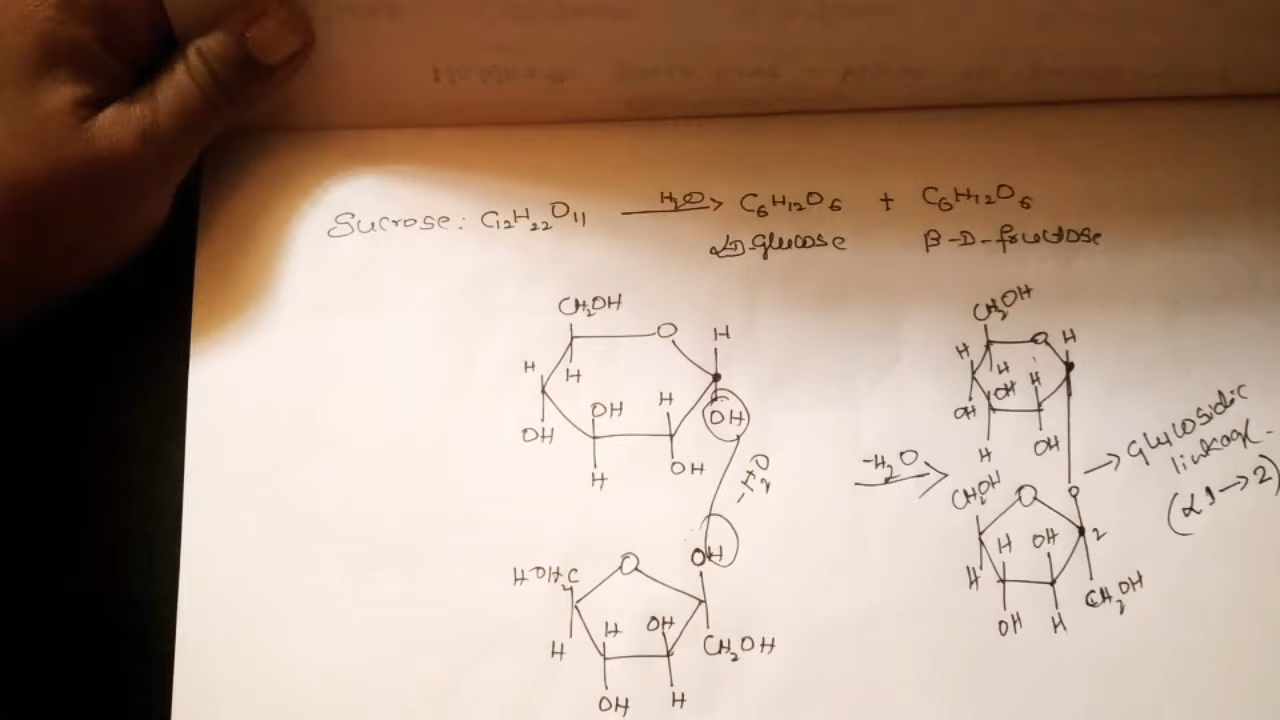 Sucrose: C12H22O11 H2O → C6H12O6 + C6H12O6
αD-glucose β-D-fructose
CH2OH
O H
H H
OH H OH
OH OH
H
-H2O
HOH2C O OH
H OH
H CH2OH
OH H
-H2O
CH2OH
O H
H H OH H
OH OH
H
→ glycosidic linkage.
(α1→2)
CH2OH O O
2
H OH
H CH2OH
OH H